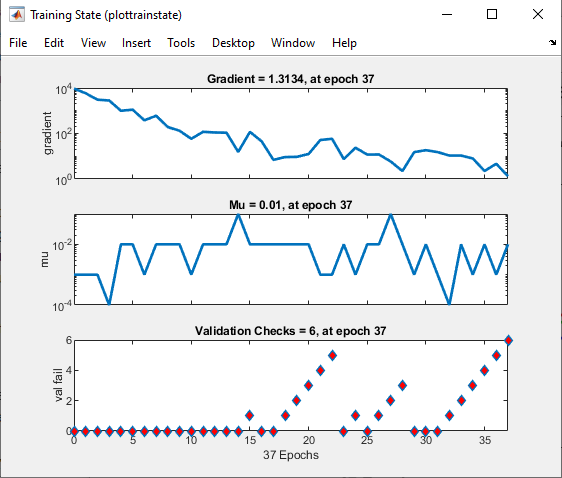 Training State (plottrainstate)
File Edit View Insert Tools Desktop Window Help
Gradient = 1.3134, at epoch 37
10^4
10^2
10^0
gradient
Mu = 0.01, at epoch 37
10^-2
10^-4
mu
Validation Checks = 6, at epoch 37
6
4
2
0
val fail
0 5 10 15 20 25 30 35
37 Epochs